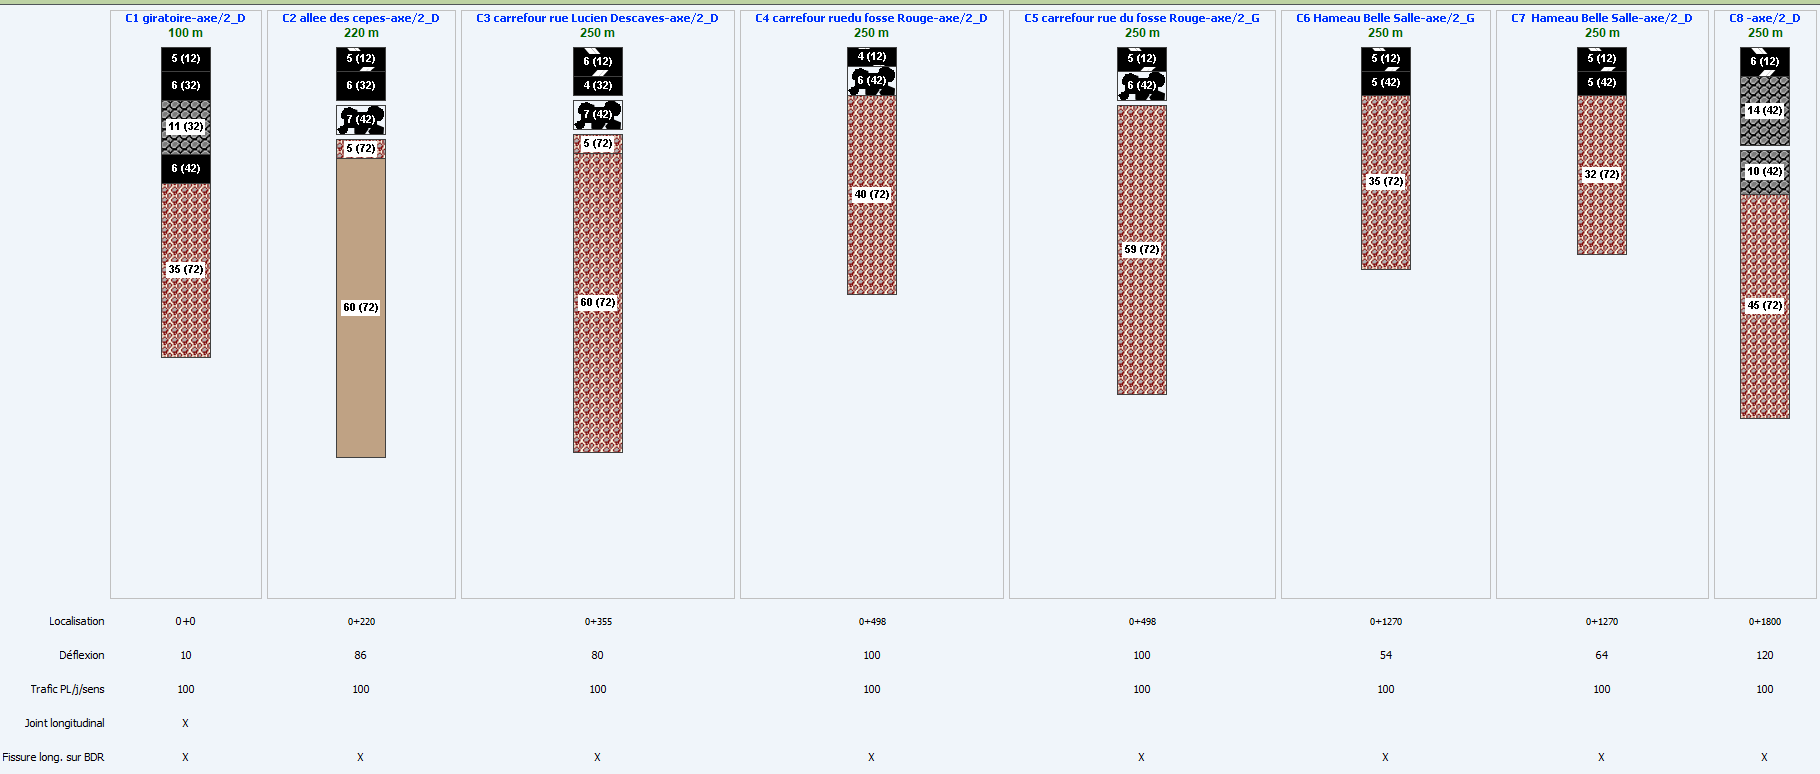 C1 giratoire-axe/2_D
100 m
5 (12)
6 (32)
11 (32)
6 (42)
35 (72)
C2 allee des cepes-axe/2_D
220 m
5 (12)
6 (32)
7 (42)
5 (72)
60 (72)
C3 carrefour rue Lucien Descaves-axe/2_D
250 m
6 (12)
4 (32)
7 (42)
5 (72)
60 (72)
C4 carrefour ruedu fosse Rouge-axe/2_D
250 m
4 (12)
6 (42)
40 (72)
C5 carrefour rue du fosse Rouge-axe/2_G
250 m
5 (12)
6 (42)
59 (72)
C6 Hameau Belle Salle-axe/2_G
250 m
5 (12)
5 (42)
35 (72)
C7 Hameau Belle Salle-axe/2_D
250 m
5 (12)
5 (42)
32 (72)
C8 -axe/2_D
250 m
6 (12)
14 (42)
10 (42)
45 (72)
Localisation 0+0 0+220 0+355 0+498 0+498 0+1270 0+1270 0+1800
Déflexion 10 86 80 100 100 54 64 120
Trafic PL/j/sens 100 100 100 100 100 100 100 100
Joint longitudinal X
Fissure long. sur BDR X X X X X X X X